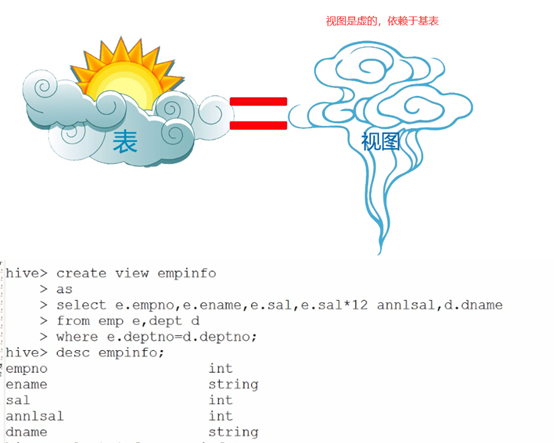 视图是虚的，依赖于基表
表
视图
hive> create view empinfo
> as
> select e.empno,e.ename,e.sal,e.sal*12 annlsal,d.dname
> from emp e,dept d
> where e.deptno=d.deptno;
hive> desc empinfo;
empno int
ename string
sal int
annlsal int
dname string